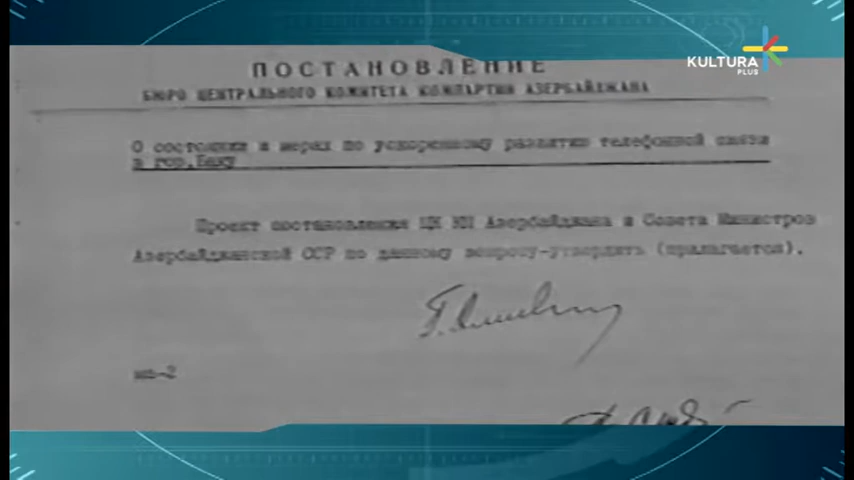 KULTURA
PLUS
ПОСТАНОВЛЕНИЕ
БЮРО ЦЕНТРАЛЬНОГО КОМИТЕТА КОМПАРТИИ АЗЕРБАЙДЖАНА
О состоянии и мерах по ускоренному развитию телефонной связи
в гор.Баку
Проект постановления ЦК КП Азербайджана и Совета Министров
Азербайджанской ССР по данному вопросу-утвердить (прилагается).
Г. Алиев